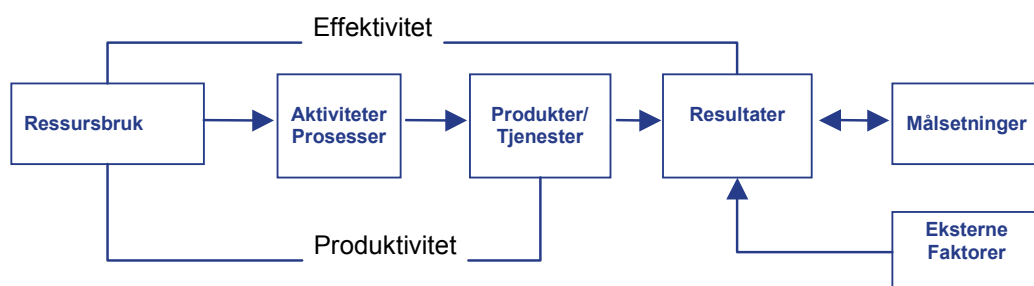 Effektivitet
Ressursbruk
Aktiviteter
Prosesser
Produkter/
Tjenester
Resultater
Målsetninger
Produktivitet
Eksterne
Faktorer